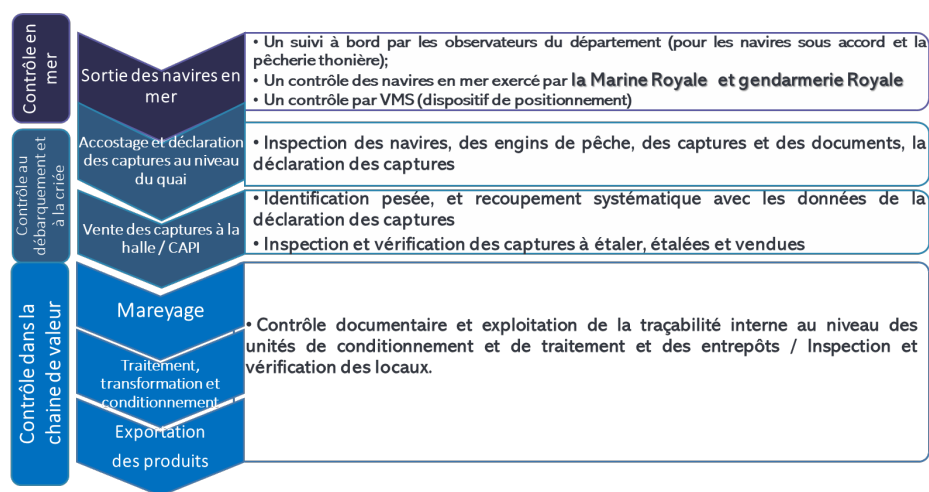 Contrôle en
mer
Sortie des navires en
mer
• Un suivi à bord par les observateurs du département (pour les navires sous accord et la
pêcherie thonière);
• Un contrôle des navires en mer exercé par la Marine Royale et gendarmerie Royale
• Un contrôle par VMS (dispositif de positionnement)
Contrôle au
débarquement et
à la criée
Accostage et déclaration
des captures au niveau
du quai
• Inspection des navires, des engins de pêche, des captures et des documents, la
déclaration des captures
Vente des captures à la
halle / CAPI
• Identification pesée, et recoupement systématique avec les données de la
déclaration des captures
• Inspection et vérification des captures à étaler, étalées et vendues
Contrôle dans la
chaine de valeur
Mareyage
Traitement,
transformation et
conditionnement
Exportation
des produits
• Contrôle documentaire et exploitation de la traçabilité interne au niveau des
unités de conditionnement et de traitement et des entrepôts / Inspection et
vérification des locaux.